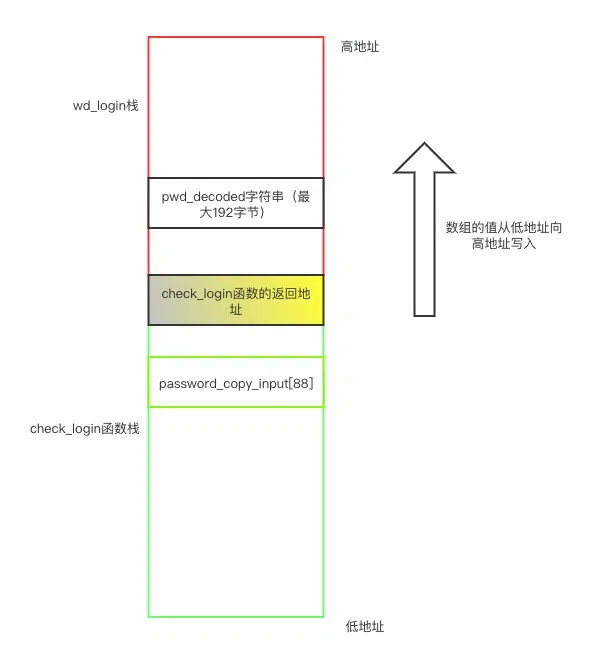 高地址
wd_login栈
pwd_decoded字符串（最
大192字节）
数组的值从低地址向
高地址写入
check_login函数的返回地
址
password_copy_input[88]
check_login函数栈
低地址